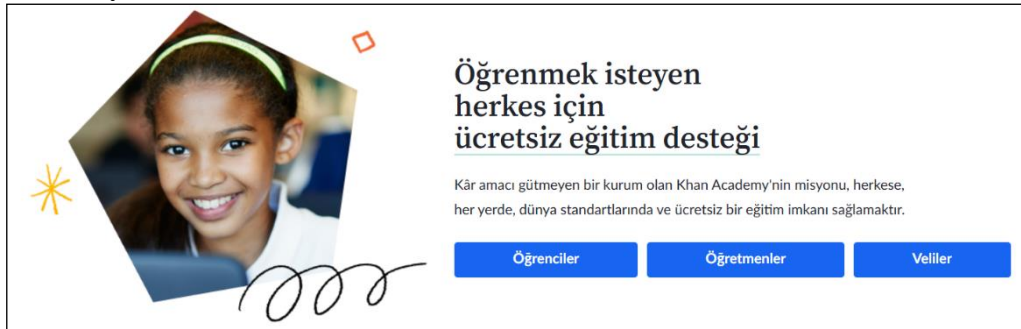 Öğrenmek isteyen
herkes için
ücretsiz eğitim desteği
Kâr amacı gütmeyen bir kurum olan Khan Academy'nin misyonu, herkese,
her yerde, dünya standartlarında ve ücretsiz bir eğitim imkanı sağlamaktır.
Öğrenciler
Öğretmenler
Veliler